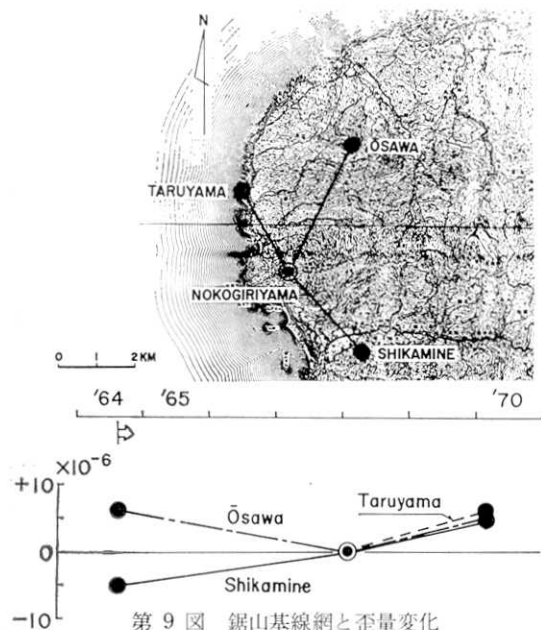 N
ŌSAWA
TARUYAMA
NOKOGIRIYAMA
SHIKAMINE
0 1 2KM
'64 '65 '70
×10⁻⁶
+10
Taruyama
Ōsawa
0
Shikamine
-10
第 9 図 鋸山基線網と歪量変化